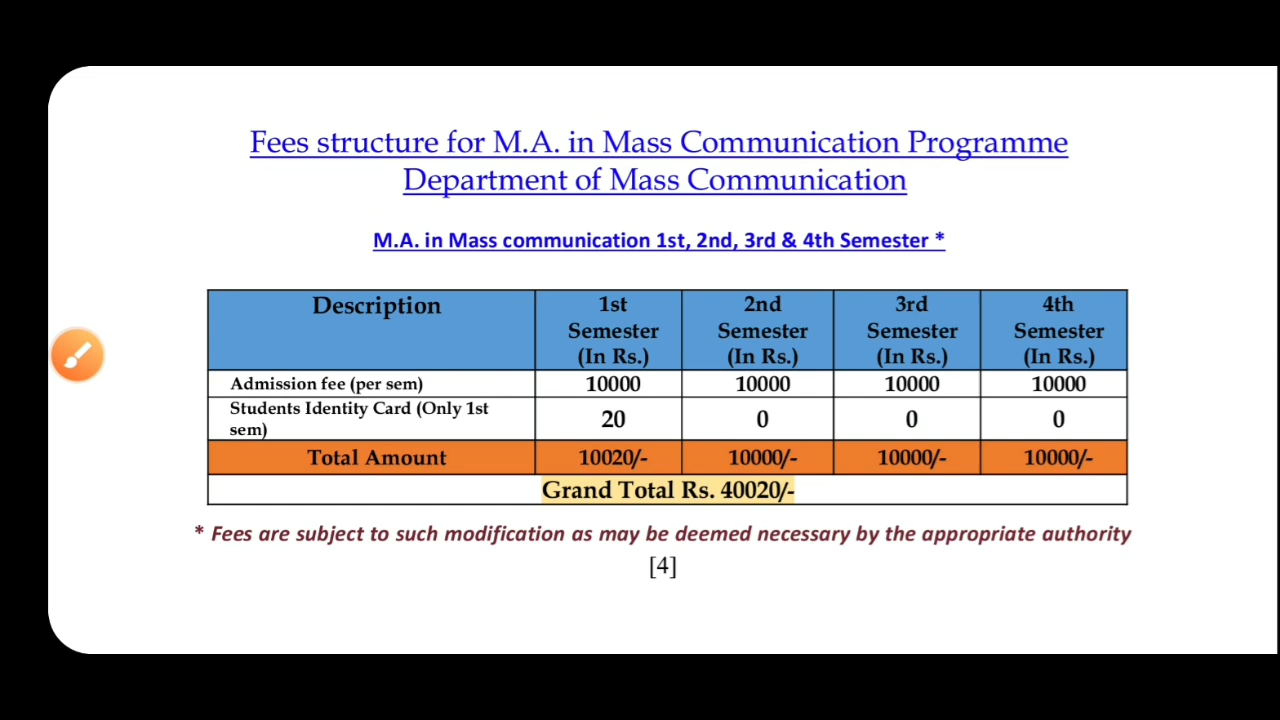 Fees structure for M.A. in Mass Communication Programme
Department of Mass Communication
M.A. in Mass communication 1st, 2nd, 3rd & 4th Semester *
Description 1st Semester (In Rs.) 2nd Semester (In Rs.) 3rd Semester (In Rs.) 4th Semester (In Rs.)
Admission fee (per sem) 10000 10000 10000 10000
Students Identity Card (Only 1st sem) 20 0 0 0
Total Amount 10020/- 10000/- 10000/- 10000/-
Grand Total Rs. 40020/-
* Fees are subject to such modification as may be deemed necessary by the appropriate authority
[4]